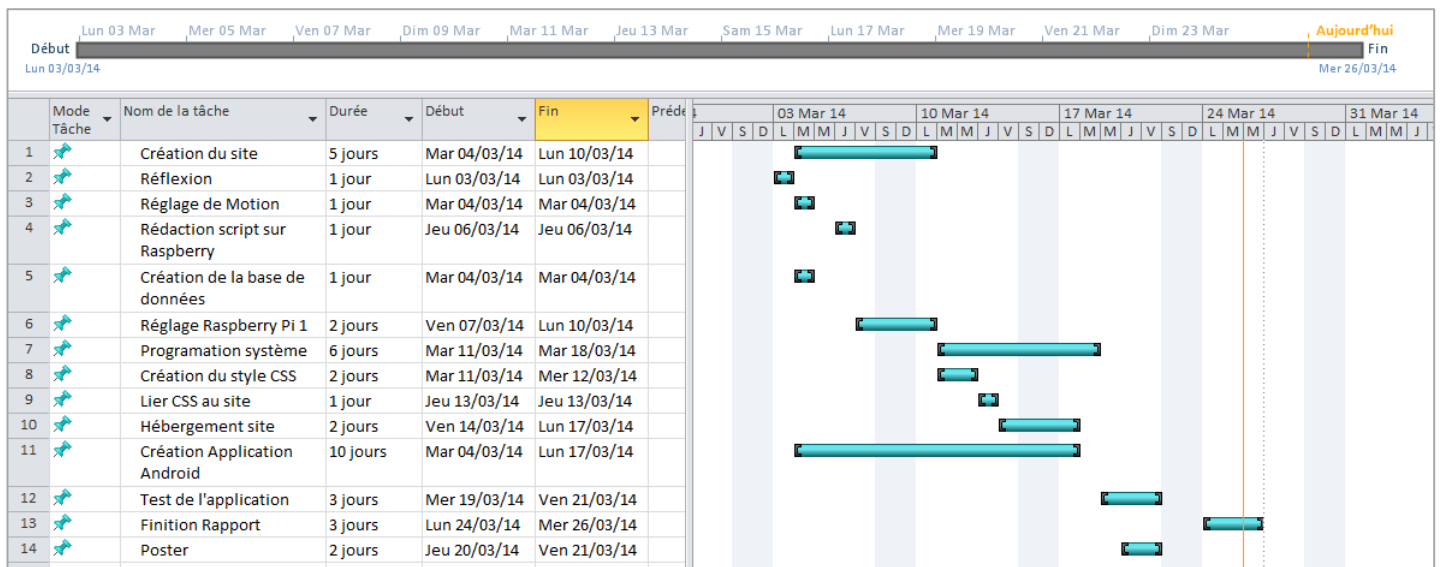 Lun 03 Mar Mer 05 Mar Ven 07 Mar Dim 09 Mar Mar 11 Mar Jeu 13 Mar Sam 15 Mar Lun 17 Mar Mer 19 Mar Ven 21 Mar Dim 23 Mar Aujourd'hui
Début Fin
Lun 03/03/14 Mer 26/03/14
Mode Tâche Nom de la tâche Durée Début Fin Préde 4 03 Mar 14 10 Mar 14 17 Mar 14 24 Mar 14 31 Mar 14
J V S D L M M J V S D L M M J V S D L M M J V S D L M M J V S D L M M J
1 Création du site 5 jours Mar 04/03/14 Lun 10/03/14
2 Réflexion 1 jour Lun 03/03/14 Lun 03/03/14
3 Réglage de Motion 1 jour Mar 04/03/14 Mar 04/03/14
4 Rédaction script sur 1 jour Jeu 06/03/14 Jeu 06/03/14
Raspberry
5 Création de la base de 1 jour Mar 04/03/14 Mar 04/03/14
données
6 Réglage Raspberry Pi 1 2 jours Ven 07/03/14 Lun 10/03/14
7 Programation système 6 jours Mar 11/03/14 Mar 18/03/14
8 Création du style CSS 2 jours Mar 11/03/14 Mer 12/03/14
9 Lier CSS au site 1 jour Jeu 13/03/14 Jeu 13/03/14
10 Hébergement site 2 jours Ven 14/03/14 Lun 17/03/14
11 Création Application 10 jours Mar 04/03/14 Lun 17/03/14
Android
12 Test de l'application 3 jours Mer 19/03/14 Ven 21/03/14
13 Finition Rapport 3 jours Lun 24/03/14 Mer 26/03/14
14 Poster 2 jours Jeu 20/03/14 Ven 21/03/14